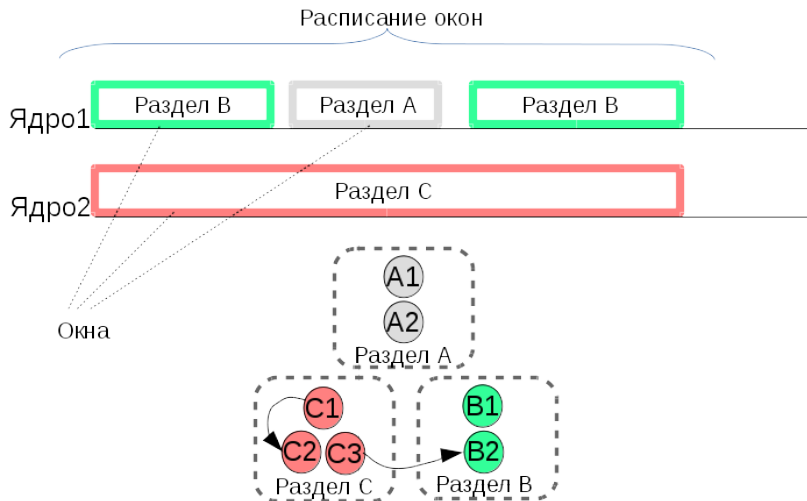 Расписание окон
Раздел B
Раздел A
Раздел B
Ядро1
Раздел C
Ядро2
Окна
A1
A2
Раздел A
C1
C2
C3
Раздел C
B1
B2
Раздел B